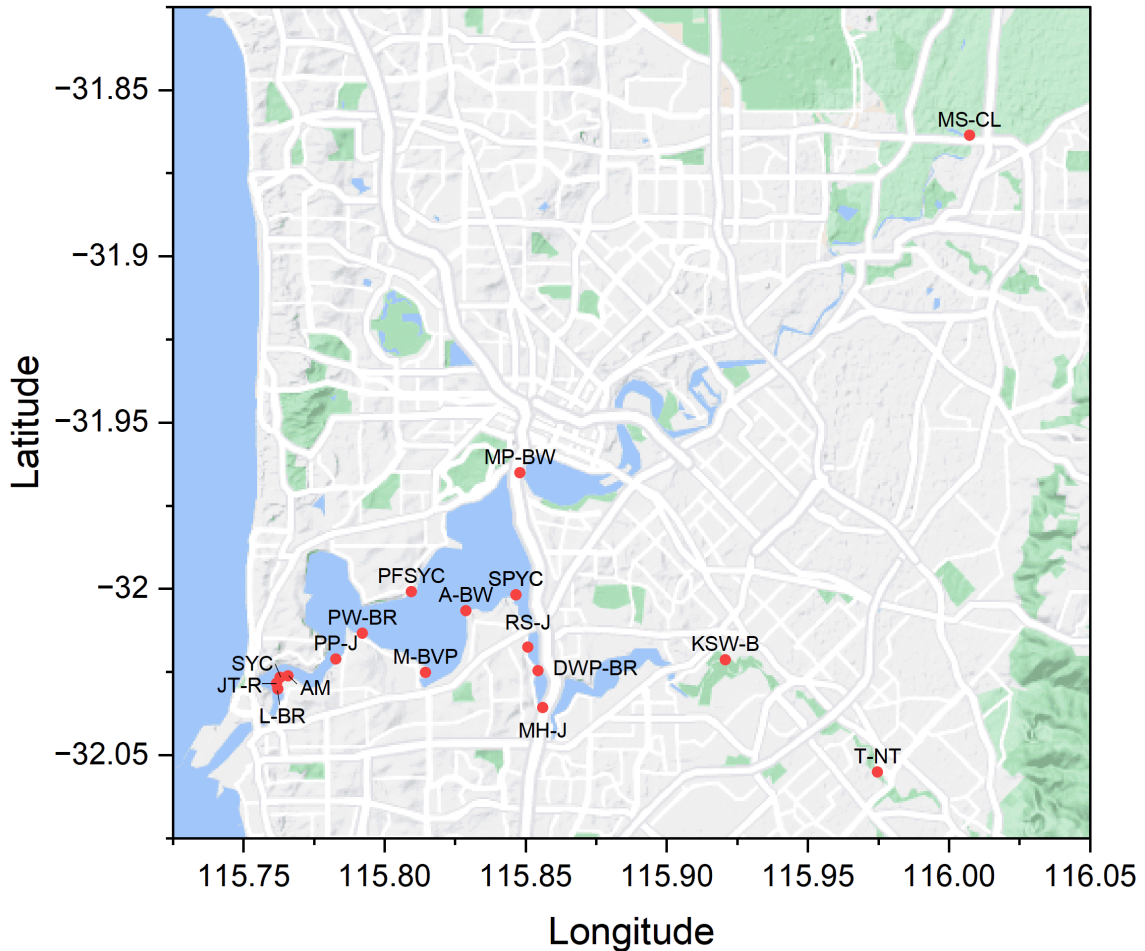 −31.85
MS-CL
−31.9
−31.95
MP-BW
PFSYC
SPYC
−32
A-BW
PW-BR
RS-J
PP-J
KSW-B
SYC
M-BVP
DWP-BR
JT-R
AM
L-BR
MH-J
−32.05
T-NT
115.75
115.80
115.85
115.90
115.95
116.00
116.05
Latitude
Longitude